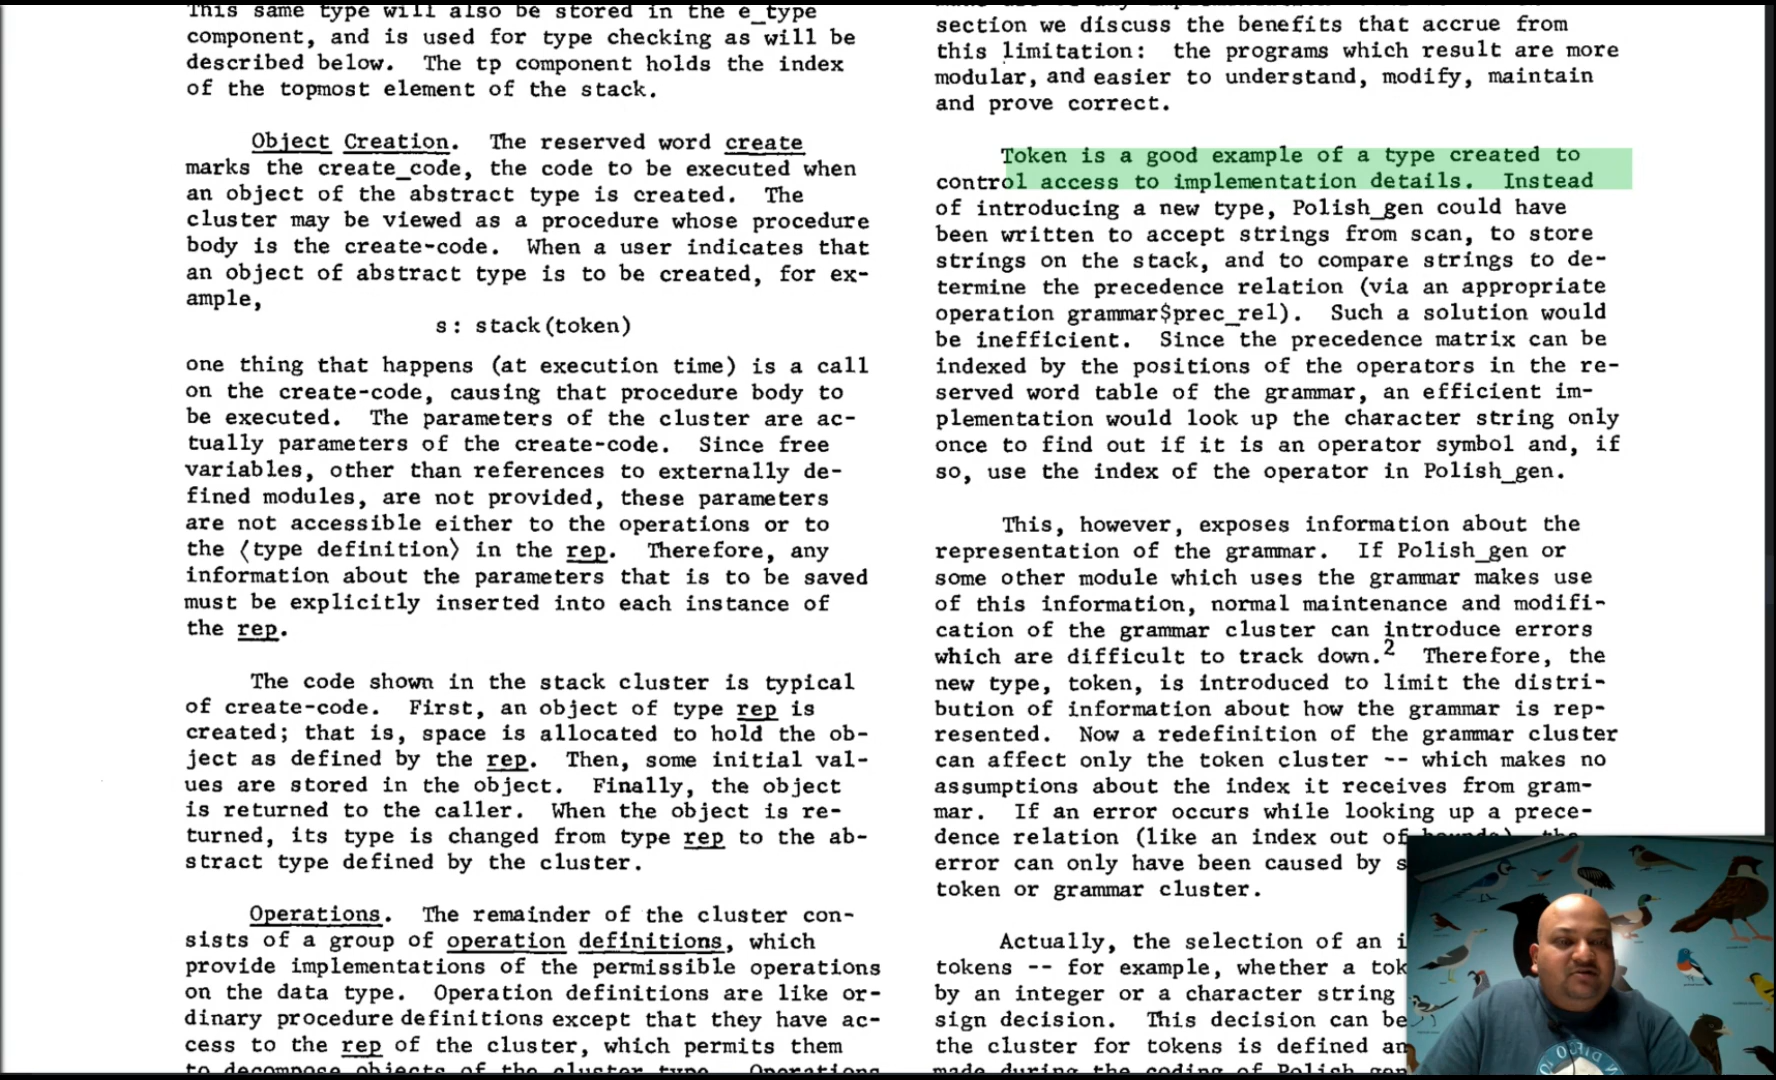 This same type will also be stored in the e_type
component, and is used for type checking as will be
described below. The tp component holds the index
of the topmost element of the stack.
Object Creation. The reserved word create
marks the create_code, the code to be executed when
an object of the abstract type is created. The
cluster may be viewed as a procedure whose procedure
body is the create-code. When a user indicates that
an object of abstract type is to be created, for ex-
ample,
s: stack(token)
one thing that happens (at execution time) is a call
on the create-code, causing that procedure body to
be executed. The parameters of the cluster are ac-
tually parameters of the create-code. Since free
variables, other than references to externally de-
fined modules, are not provided, these parameters
are not accessible either to the operations or to
the ⟨type definition⟩ in the rep. Therefore, any
information about the parameters that is to be saved
must be explicitly inserted into each instance of
the rep.
The code shown in the stack cluster is typical
of create-code. First, an object of type rep is
created; that is, space is allocated to hold the ob-
ject as defined by the rep. Then, some initial val-
ues are stored in the object. Finally, the object
is returned to the caller. When the object is re-
turned, its type is changed from type rep to the ab-
stract type defined by the cluster.
Operations. The remainder of the cluster con-
sists of a group of operation definitions, which
provide implementations of the permissible operations
on the data type. Operation definitions are like or-
dinary procedure definitions except that they have ac-
cess to the rep of the cluster, which permits them
to decompose objects of the cluster type. Operations
section we discuss the benefits that accrue from
this limitation: the programs which result are more
modular, and easier to understand, modify, maintain
and prove correct.
Token is a good example of a type created to
control access to implementation details. Instead
of introducing a new type, Polish_gen could have
been written to accept strings from scan, to store
strings on the stack, and to compare strings to de-
termine the precedence relation (via an appropriate
operation grammar$prec_rel). Such a solution would
be inefficient. Since the precedence matrix can be
indexed by the positions of the operators in the re-
served word table of the grammar, an efficient im-
plementation would look up the character string only
once to find out if it is an operator symbol and, if
so, use the index of the operator in Polish_gen.
This, however, exposes information about the
representation of the grammar. If Polish_gen or
some other module which uses the grammar makes use
of this information, normal maintenance and modifi-
cation of the grammar cluster can introduce errors
which are difficult to track down.2 Therefore, the
new type, token, is introduced to limit the distri-
bution of information about how the grammar is rep-
resented. Now a redefinition of the grammar cluster
can affect only the token cluster -- which makes no
assumptions about the index it receives from gram-
mar. If an error occurs while looking up a prece-
dence relation (like an index out of bounds), the
error can only have been caused by s
token or grammar cluster.
Actually, the selection of an i
tokens -- for example, whether a tok
by an integer or a character string
sign decision. This decision can be
the cluster for tokens is defined an
made during the coding of Polish_gen